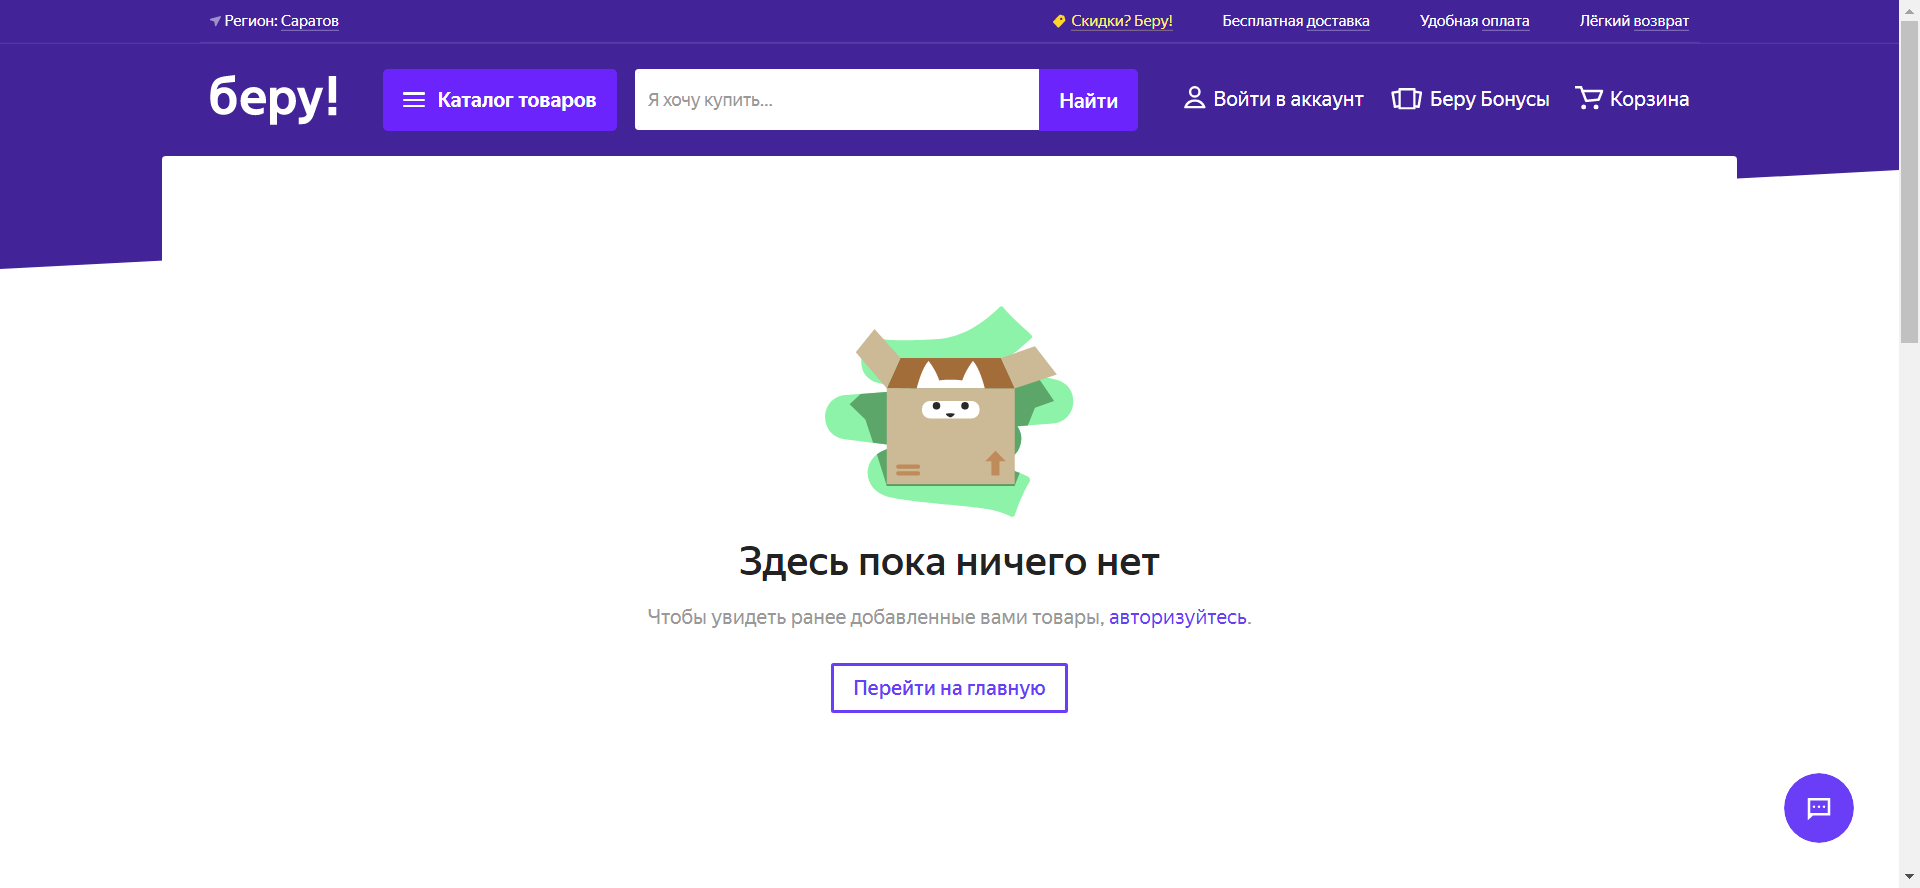 Регион: Саратов
Скидки? Беру!
Бесплатная доставка
Удобная оплата
Лёгкий возврат
беру!
Каталог товаров
Я хочу купить...
Найти
Войти в аккаунт
Беру Бонусы
Корзина
Здесь пока ничего нет
Чтобы увидеть ранее добавленные вами товары, авторизуйтесь.
Перейти на главную